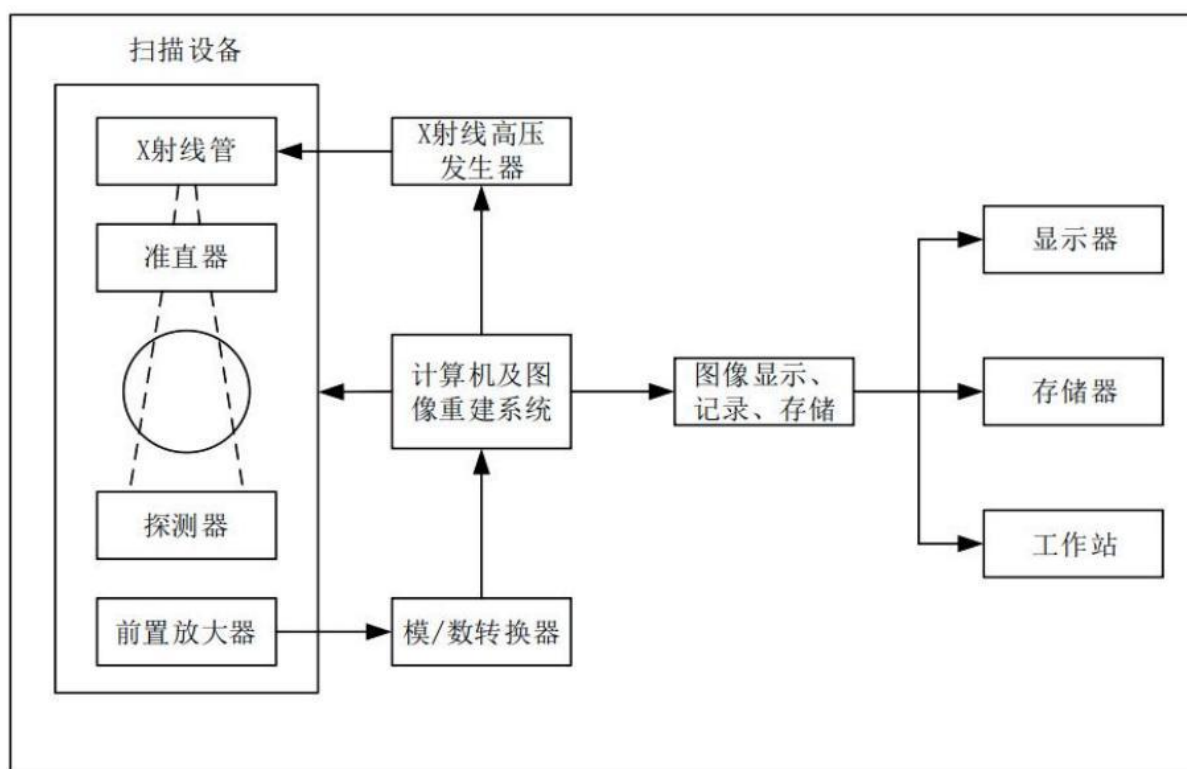 扫描设备
X射线管
X射线高压
发生器
准直器
显示器
计算机及图
像重建系统
图像显示、
记录、存储
存储器
探测器
工作站
前置放大器
模/数转换器